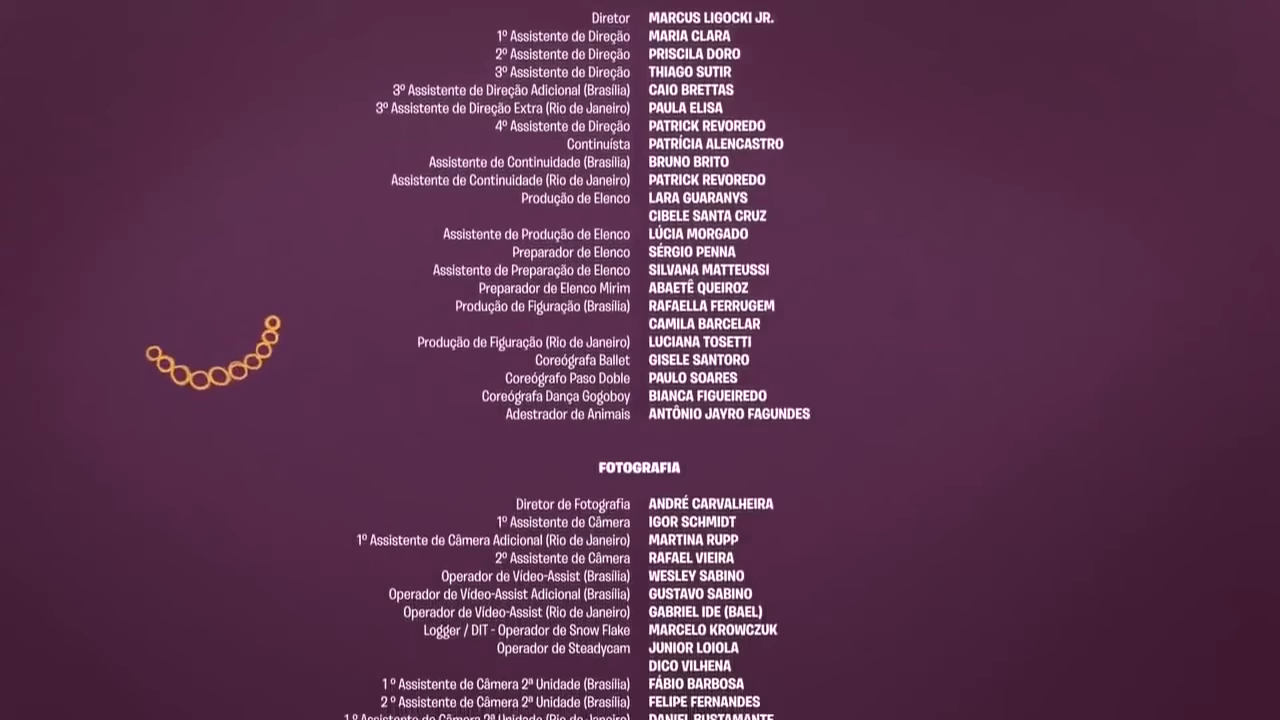 Diretor MARCUS LIGOCKI JR.
1º Assistente de Direção MARIA CLARA
2º Assistente de Direção PRISCILA DORO
3º Assistente de Direção THIAGO SUTIR
3º Assistente de Direção Adicional (Brasília) CAIO BRETTAS
3º Assistente de Direção Extra (Rio de Janeiro) PAULA ELISA
4º Assistente de Direção PATRICK REVOREDO
Continuísta PATRÍCIA ALENCASTRO
Assistente de Continuidade (Brasília) BRUNO BRITO
Assistente de Continuidade (Rio de Janeiro) PATRICK REVOREDO
Produção de Elenco LARA GUARANYS
CIBELE SANTA CRUZ
Assistente de Produção de Elenco LÚCIA MORGADO
Preparador de Elenco SÉRGIO PENNA
Assistente de Preparação de Elenco SILVANA MATTEUSSI
Preparador de Elenco Mirim ABAETÊ QUEIROZ
Produção de Figuração (Brasília) RAFAELLA FERRUGEM
CAMILA BARCELAR
Produção de Figuração (Rio de Janeiro) LUCIANA TOSETTI
Coreógrafa Ballet GISELE SANTORO
Coreógrafo Paso Doble PAULO SOARES
Coreógrafa Dança Gogoboy BIANCA FIGUEIREDO
Adestrador de Animais ANTÔNIO JAYRO FAGUNDES
FOTOGRAFIA
Diretor de Fotografia ANDRÉ CARVALHEIRA
1º Assistente de Câmera IGOR SCHMIDT
1º Assistente de Câmera Adicional (Rio de Janeiro) MARTINA RUPP
2º Assistente de Câmera RAFAEL VIEIRA
Operador de Vídeo-Assist (Brasília) WESLEY SABINO
Operador de Vídeo-Assist Adicional (Brasília) GUSTAVO SABINO
Operador de Vídeo-Assist (Rio de Janeiro) GABRIEL IDE (BAEL)
Logger / DIT - Operador de Snow Flake MARCELO KROWCZUK
Operador de Steadycam JUNIOR LOIOLA
DICO VILHENA
1 º Assistente de Câmera 2ª Unidade (Brasília) FÁBIO BARBOSA
2 º Assistente de Câmera 2ª Unidade (Brasília) FELIPE FERNANDES
1 º Assistente de Câmera 2ª Unidade (Rio de Janeiro) DANIEL BUSTAMANTE